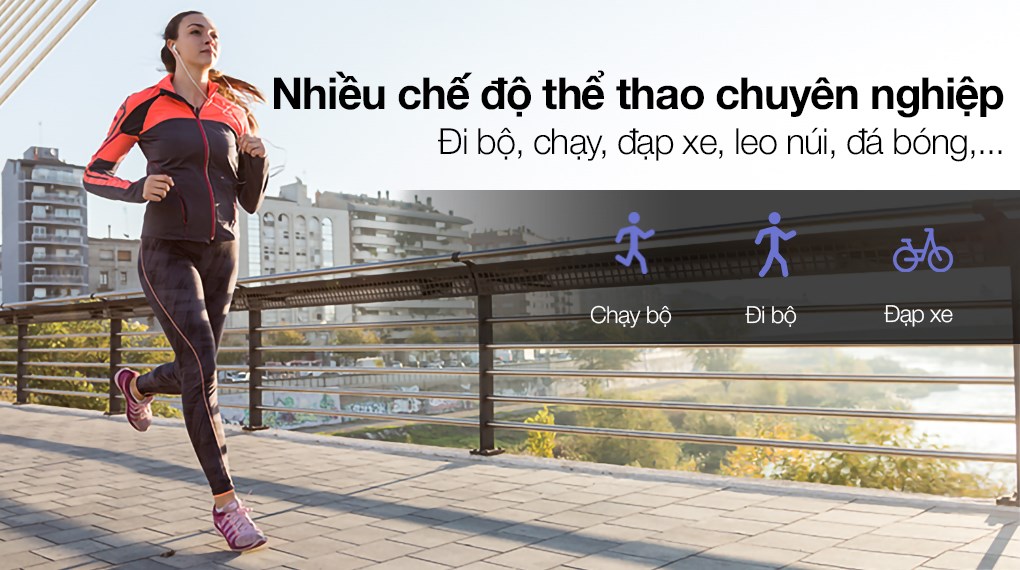 Nhiều chế độ thể thao chuyên nghiệp
Đi bộ, chạy, đạp xe, leo núi, đá bóng,...
Chạy bộ
Đi bộ
Đạp xe